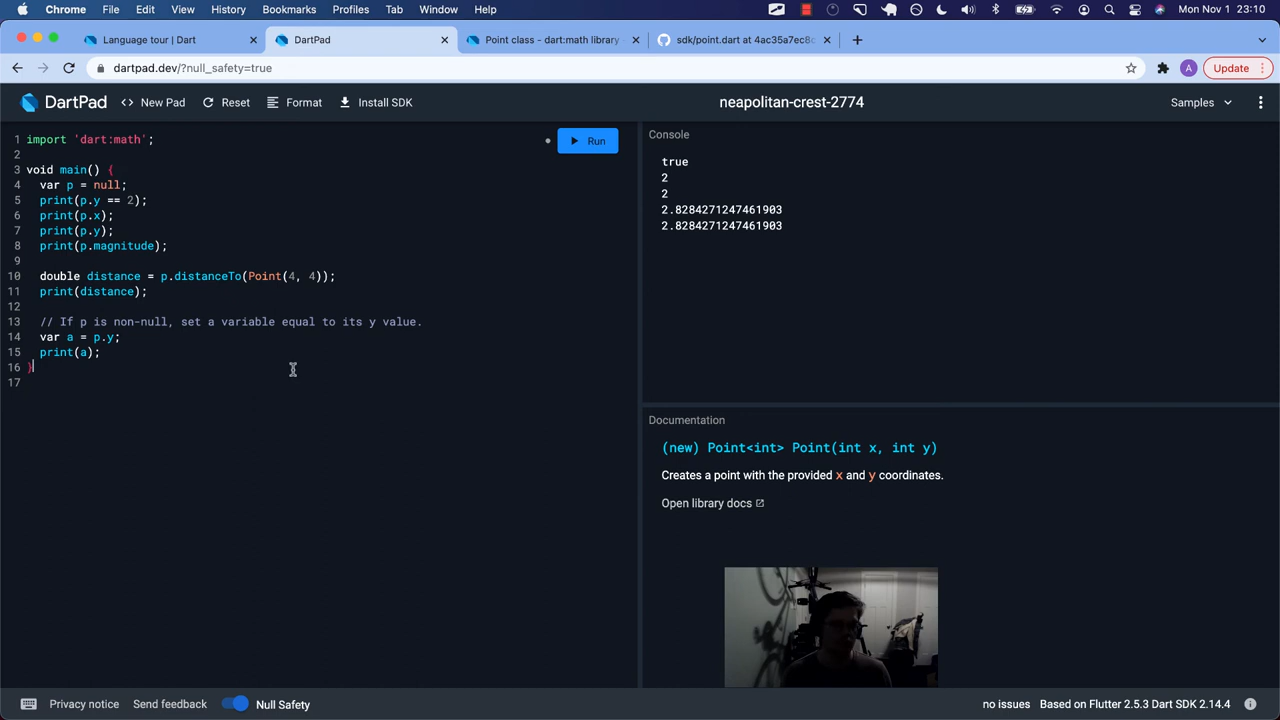 Chrome File Edit View History Bookmarks Profiles Tab Window Help Mon Nov 1 23:10
Language tour | Dart
DartPad
Point class - dart:math library
sdk/point.dart at 4ac35a7ec8
dartpad.dev/?null_safety=true
A
Update
DartPad
New Pad
Reset
Format
Install SDK
neapolitan-crest-2774
Samples
1 import 'dart:math';
2
3 void main() {
4 var p = null;
5 print(p.y == 2);
6 print(p.x);
7 print(p.y);
8 print(p.magnitude);
9
10 double distance = p.distanceTo(Point(4, 4));
11 print(distance);
12
13 // If p is non-null, set a variable equal to its y value.
14 var a = p.y;
15 print(a);
16 }
17
Run
Console
true
2
2
2.8284271247461903
2.8284271247461903
Documentation
(new) Point<int> Point(int x, int y)
Creates a point with the provided x and y coordinates.
Open library docs
Privacy notice
Send feedback
Null Safety
no issues
Based on Flutter 2.5.3 Dart SDK 2.14.4